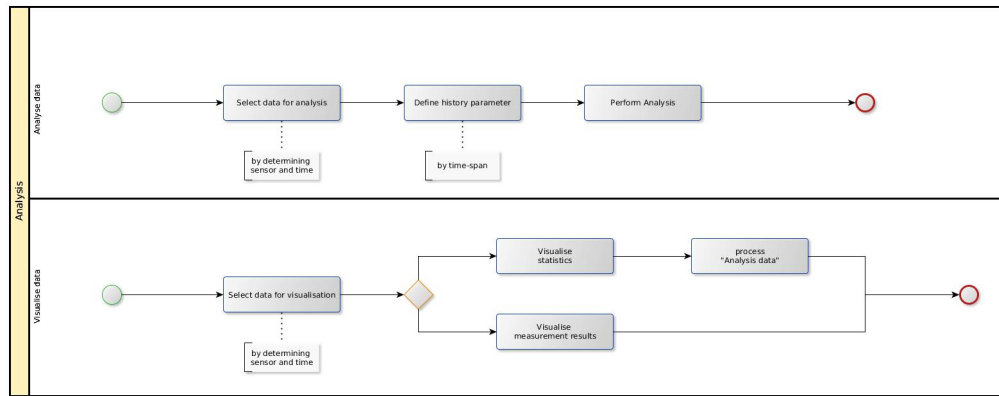 Analysis
Analyse data
Select data for analysis
Define history parameter
Perform Analysis
by determining
sensor and time
by time-span
Visualise data
Select data for visualisation
Visualise
statistics
process
"Analysis data"
Visualise
measurement results
by determining
sensor and time